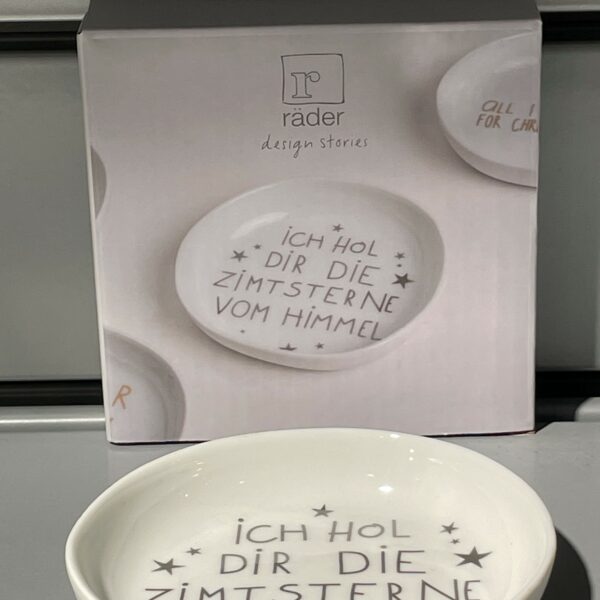 r
räder
design stories
ALL I
FOR CHR
ICH HOL
DIR DIE
ZIMTSTERNE
VOM HIMMEL
R
ICH HOL
DIR DIE
ZIMTSTERNE